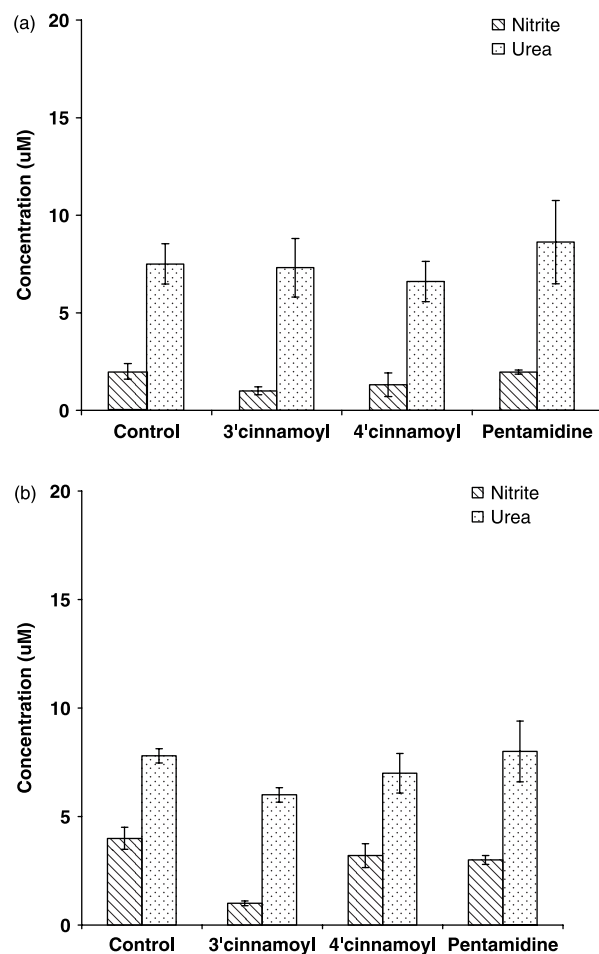 (a)
20
15
10
5
0
Concentration (uM)
Nitrite
Urea
Control 3'cinnamoyl 4'cinnamoyl Pentamidine
(b)
20
15
10
5
0
Concentration (uM)
Nitrite
Urea
Control 3'cinnamoyl 4'cinnamoyl Pentamidine